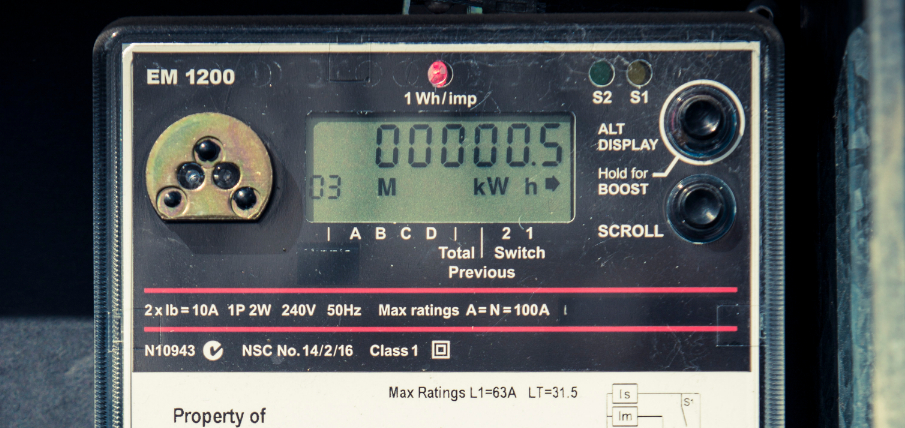 EM 1200
1 Wh/imp
S2 S1
00000.5
03 M kW h
ALT
DISPLAY
Hold for
BOOST
SCROLL
A B C D 2 1
Total Switch
Previous
2 x Ib = 10A 1P 2W 240V 50Hz Max ratings A = N = 100A
N10943 NSC No. 14/2/16 Class 1
Max Ratings L1=63A LT=31.5
Property of
Is
Im